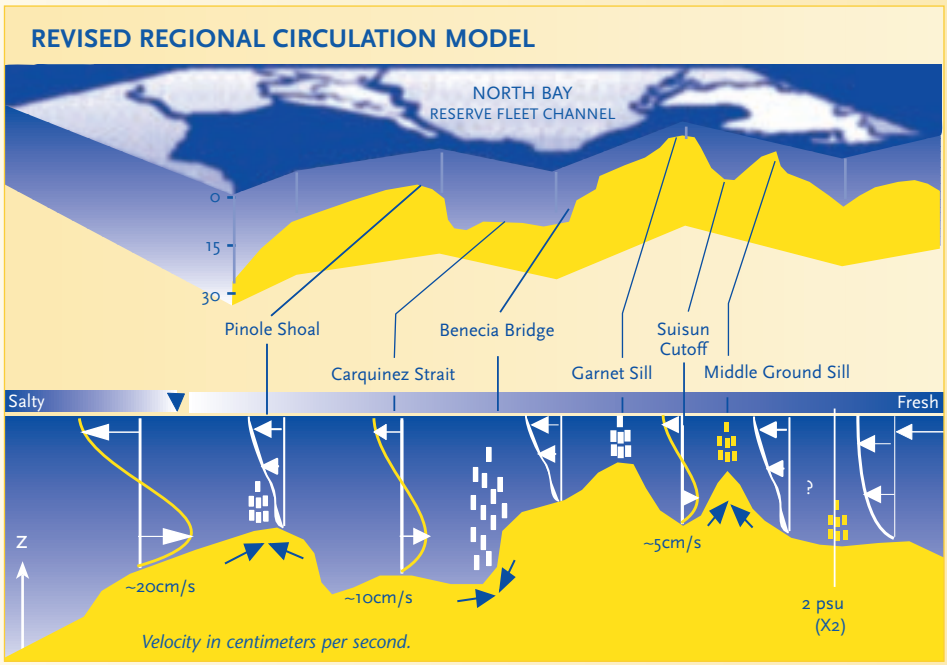 REVISED REGIONAL CIRCULATION MODEL
NORTH BAY
RESERVE FLEET CHANNEL
0
15
30
Pinole Shoal
Benecia Bridge
Suisun
Cutoff
Carquinez Strait
Garnet Sill
Middle Ground Sill
Salty
Fresh
?
Z
~5cm/s
~20cm/s
~10cm/s
2 psu
(X2)
Velocity in centimeters per second.